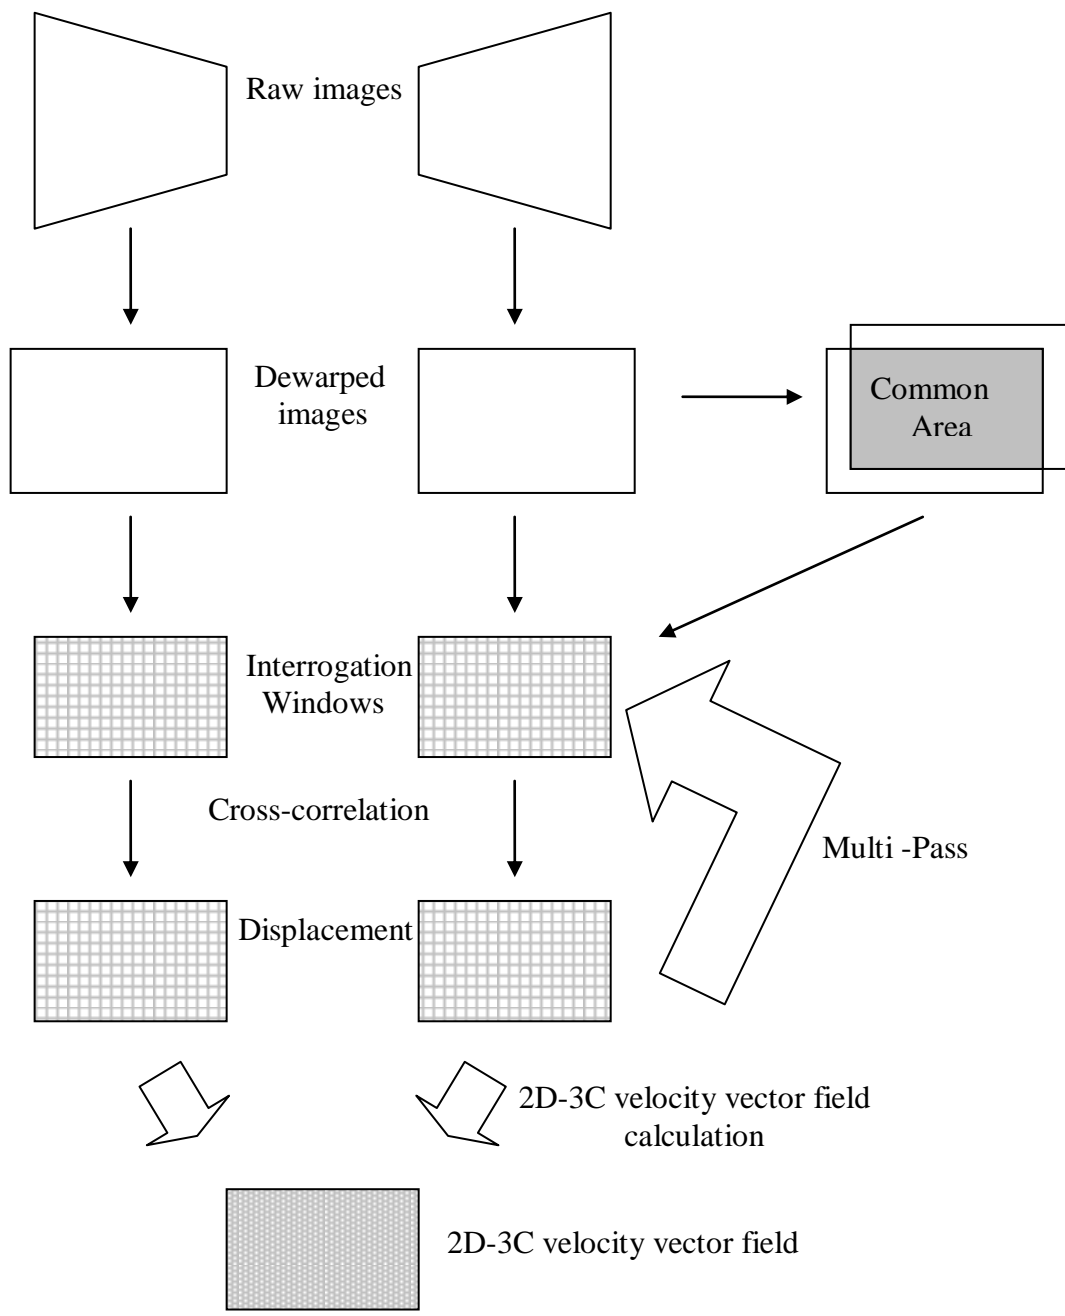 Raw images
Dewarped
images
Common
Area
Interrogation
Windows
Cross-correlation
Multi -Pass
Displacement
2D-3C velocity vector field
calculation
2D-3C velocity vector field